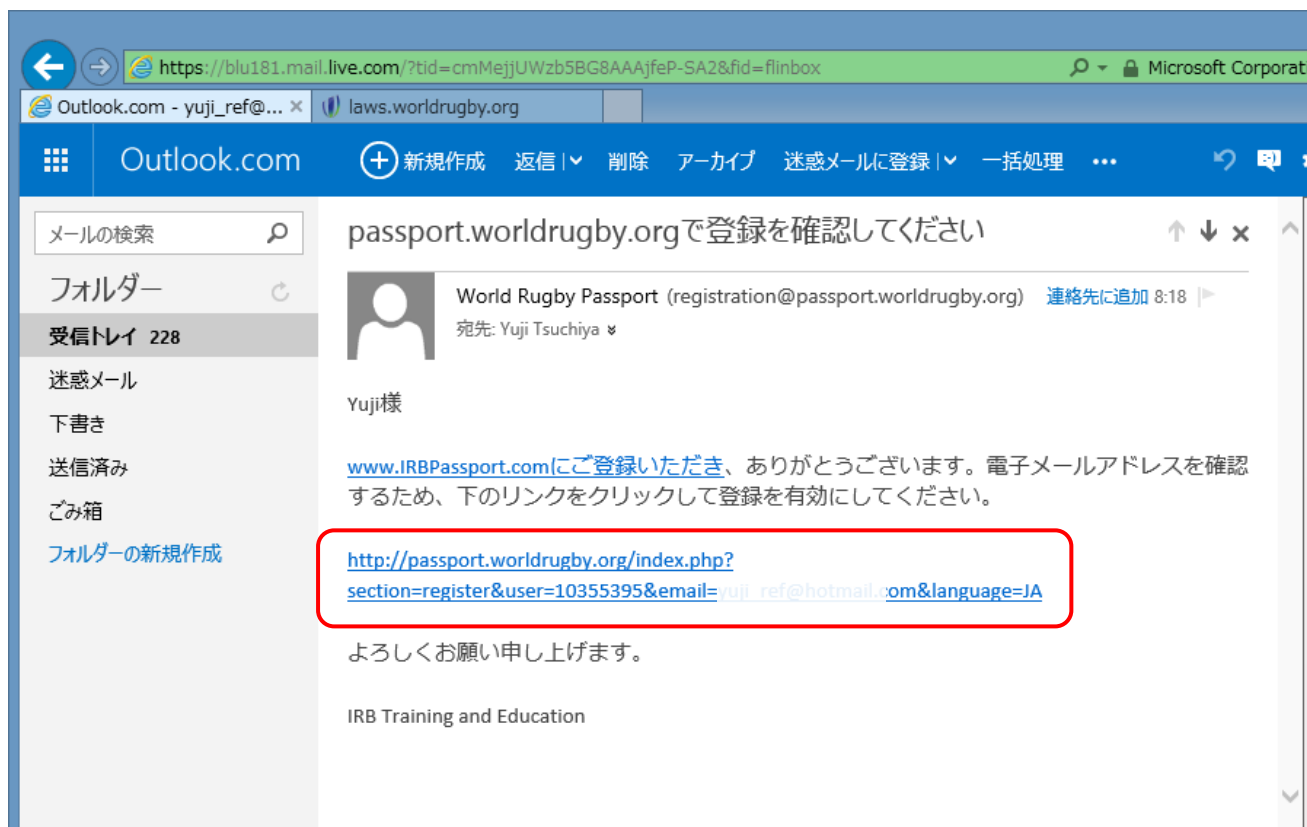 https://blu181.mail.live.com/?tid=cmMejjUWzb5BG8AAAjfeP-SA2&fid=flinbox
Microsoft Corporat
Outlook.com - yuji_ref@...
laws.worldrugby.org
Outlook.com
新規作成 返信 削除 アーカイブ 迷惑メールに登録 一括処理 •••
メールの検索
フォルダー
受信トレイ 228
迷惑メール
下書き
送信済み
ごみ箱
フォルダーの新規作成
passport.worldrugby.orgで登録を確認してください
World Rugby Passport (registration@passport.worldrugby.org) 連絡先に追加 8:18
宛先: Yuji Tsuchiya
Yuji様
www.IRBPassport.comにご登録いただき、ありがとうございます。電子メールアドレスを確認
するため、下のリンクをクリックして登録を有効にしてください。
http://passport.worldrugby.org/index.php?
section=register&user=10355395&email=yuji_ref@hotmail.com&language=JA
よろしくお願い申し上げます。
IRB Training and Education